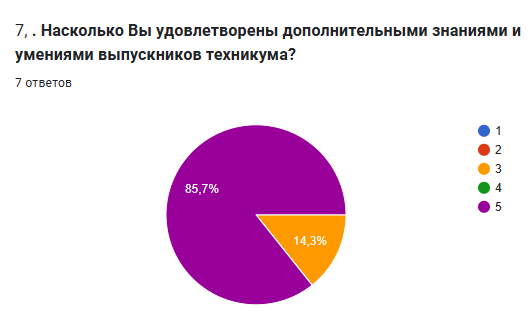 7, . Насколько Вы удовлетворены дополнительными знаниями и
умениями выпускников техникума?
7 ответов
85,7%
14,3%
1
2
3
4
5